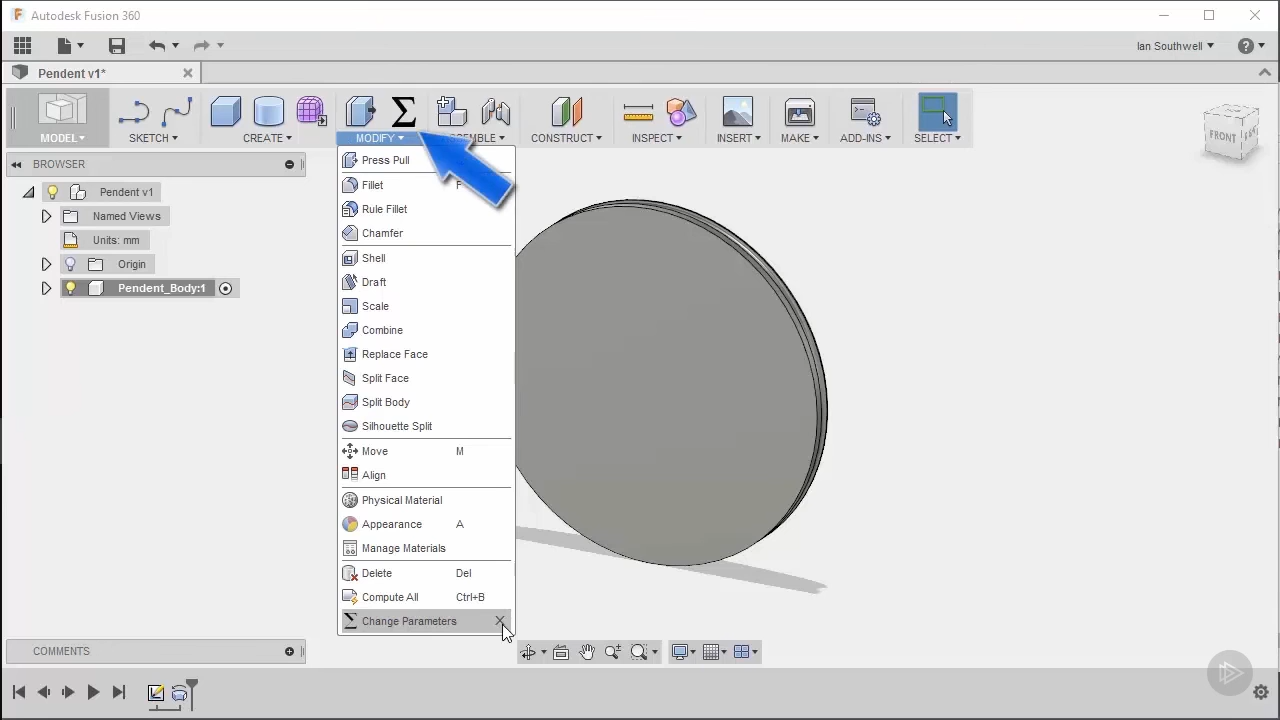 Autodesk Fusion 360
Ian Southwell
Pendent v1*
MODEL
SKETCH
CREATE
MODIFY
CONSTRUCT
INSPECT
INSERT
MAKE
ADD-INS
SELECT
FRONT
BROWSER
Pendent v1
Named Views
Units: mm
Origin
Pendent_Body:1
Press Pull
Fillet
Rule Fillet
Chamfer
Shell
Draft
Scale
Combine
Replace Face
Split Face
Split Body
Silhouette Split
Move M
Align
Physical Material
Appearance A
Manage Materials
Delete Del
Compute All Ctrl+B
Change Parameters
COMMENTS